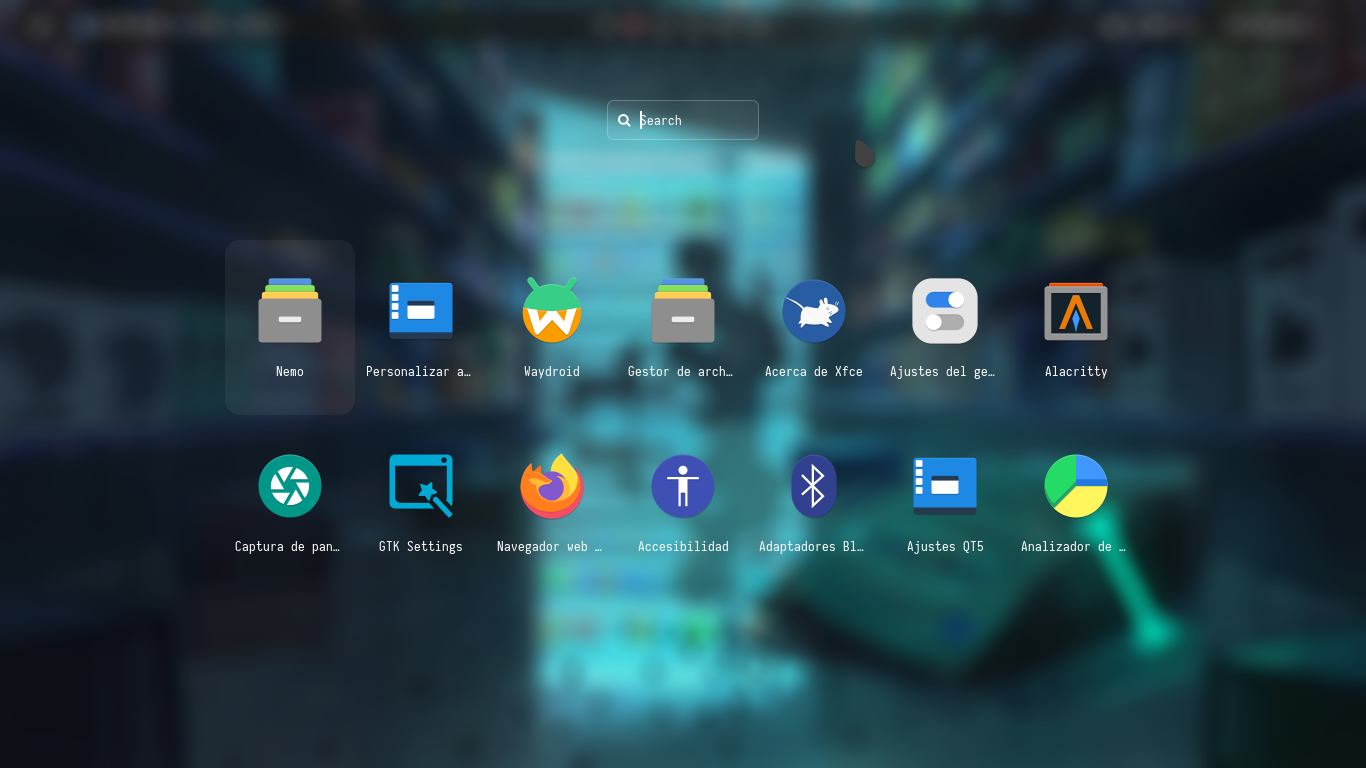 Search
Nemo
Personalizar a…
Waydroid
Gestor de arch…
Acerca de Xfce
Ajustes del ge…
Alacritty
Captura de pan…
GTK Settings
Navegador web …
Accesibilidad
Adaptadores Bl…
Ajustes QT5
Analizador de …